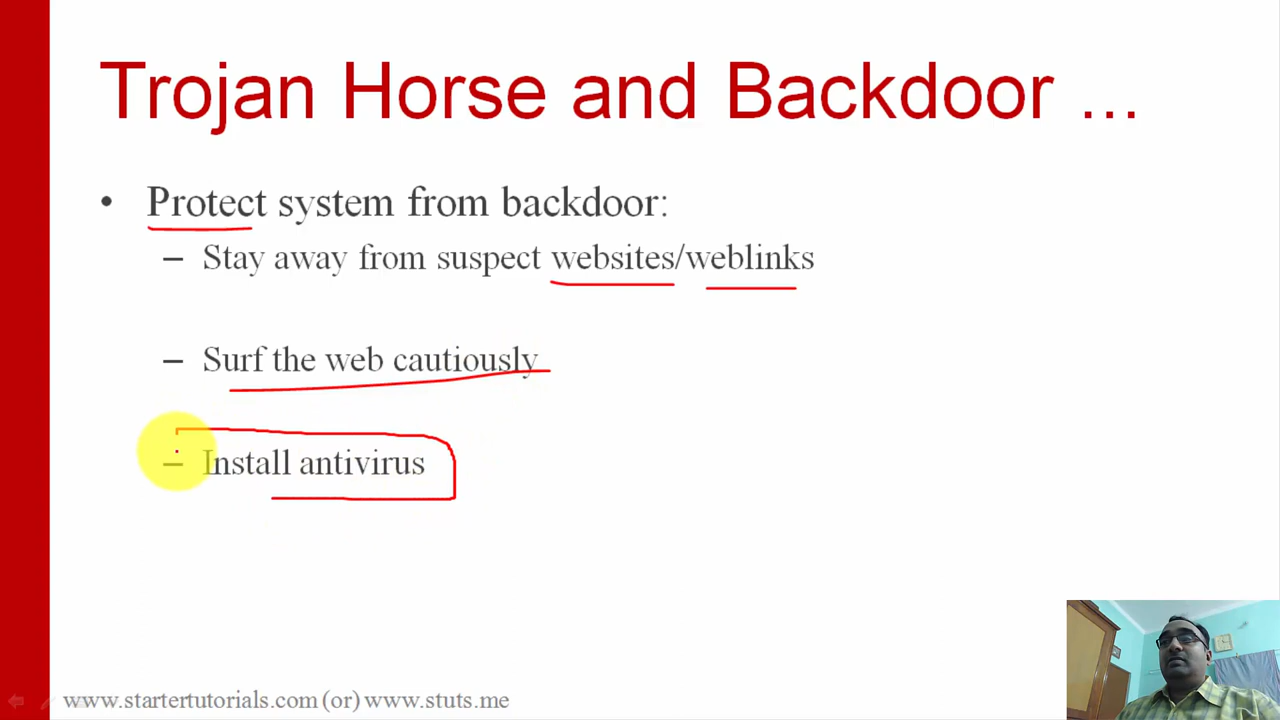 Trojan Horse and Backdoor ...
• Protect system from backdoor:
– Stay away from suspect websites/weblinks
– Surf the web cautiously
– Install antivirus
www.startertutorials.com (or) www.stuts.me